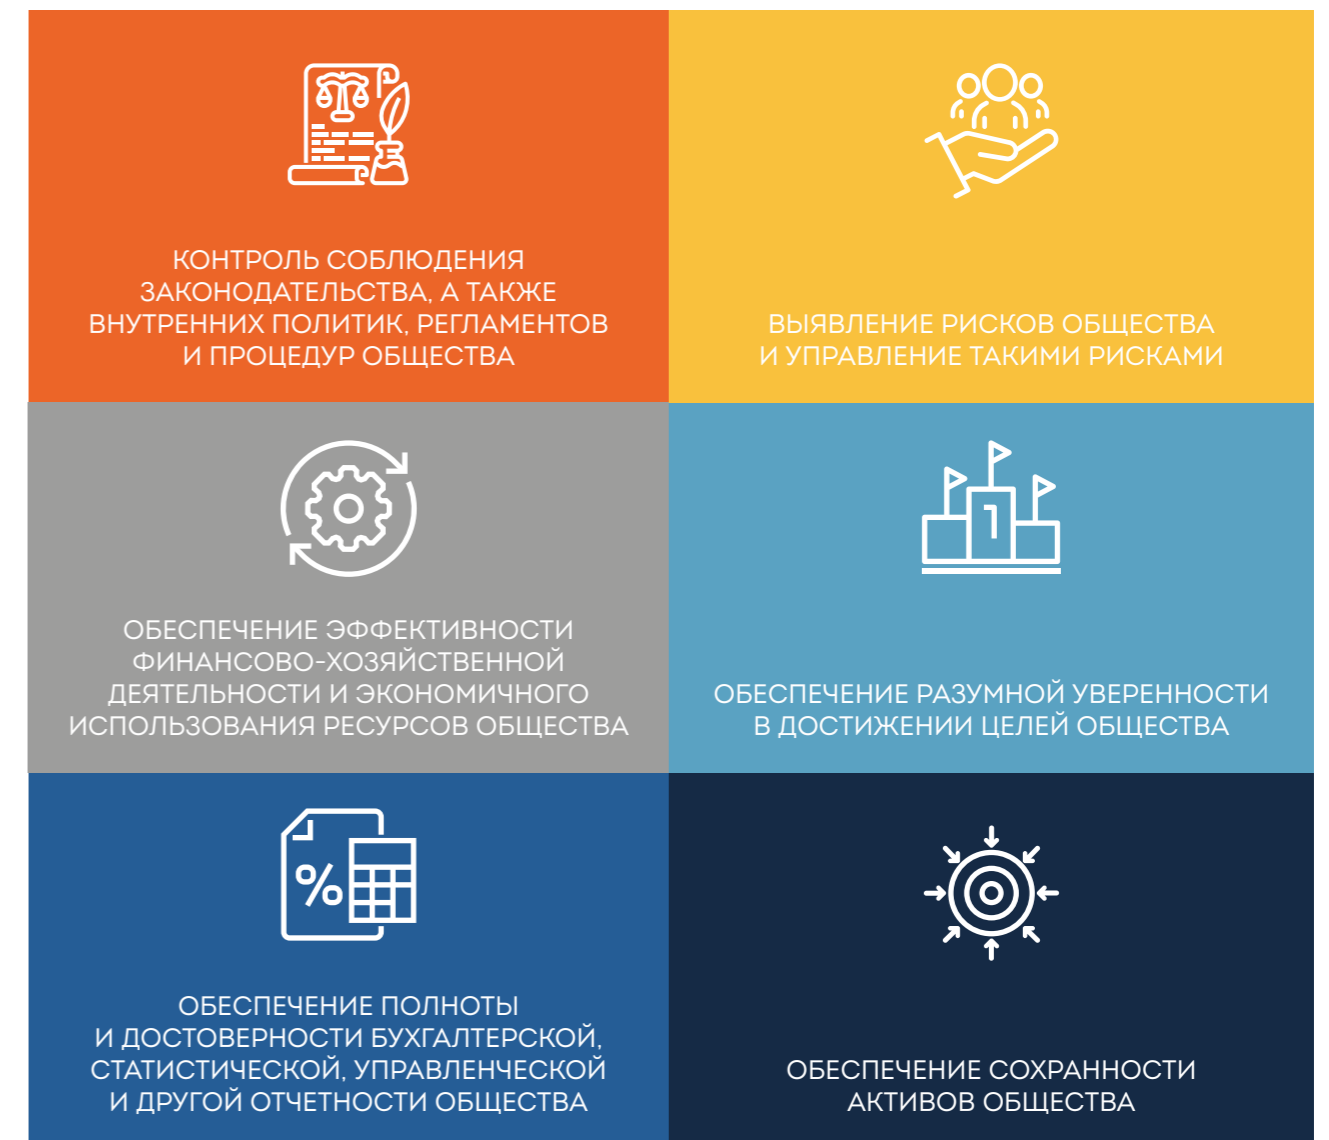 КОНТРОЛЬ СОБЛЮДЕНИЯ
ЗАКОНОДАТЕЛЬСТВА, А ТАКЖЕ
ВНУТРЕННИХ ПОЛИТИК, РЕГЛАМЕНТОВ
И ПРОЦЕДУР ОБЩЕСТВА
ВЫЯВЛЕНИЕ РИСКОВ ОБЩЕСТВА
И УПРАВЛЕНИЕ ТАКИМИ РИСКАМИ
ОБЕСПЕЧЕНИЕ ЭФФЕКТИВНОСТИ
ФИНАНСОВО-ХОЗЯЙСТВЕННОЙ
ДЕЯТЕЛЬНОСТИ И ЭКОНОМИЧНОГО
ИСПОЛЬЗОВАНИЯ РЕСУРСОВ ОБЩЕСТВА
1
ОБЕСПЕЧЕНИЕ РАЗУМНОЙ УВЕРЕННОСТИ
В ДОСТИЖЕНИИ ЦЕЛЕЙ ОБЩЕСТВА
%
ОБЕСПЕЧЕНИЕ ПОЛНОТЫ
И ДОСТОВЕРНОСТИ БУХГАЛТЕРСКОЙ,
СТАТИСТИЧЕСКОЙ, УПРАВЛЕНЧЕСКОЙ
И ДРУГОЙ ОТЧЕТНОСТИ ОБЩЕСТВА
ОБЕСПЕЧЕНИЕ СОХРАННОСТИ
АКТИВОВ ОБЩЕСТВА